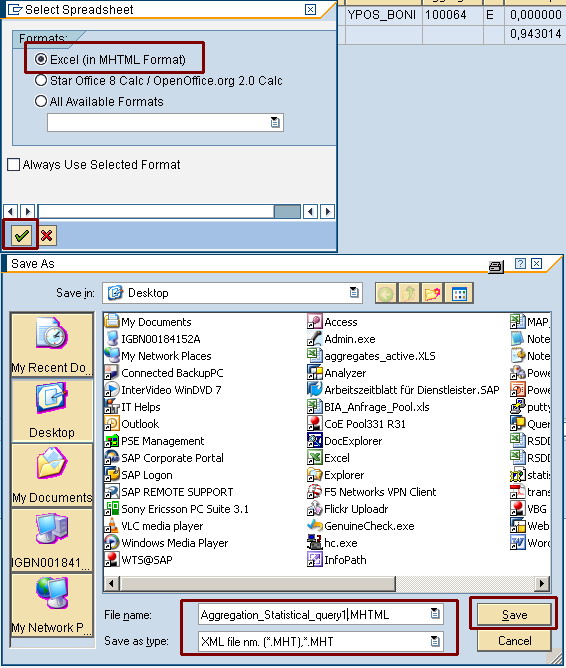 Select Spreadsheet
YPOS_BONI 100064 E 0,000000
0,943014
Formats:
Excel (in MHTML Format)
Star Office 8 Calc / OpenOffice.org 2.0 Calc
All Available Formats
Always Use Selected Format
Save As
Save in: Desktop
My Recent Do...
Desktop
My Documents
IGBN001841...
My Network P...
My Documents
IGBN00184152A
My Network Places
Connected BackupPC
InterVideo WinDVD 7
IT Helps
Outlook
PSE Management
SAP Corporate Portal
SAP Logon
SAP REMOTE SUPPORT
Sony Ericsson PC Suite 3.1
VLC media player
Windows Media Player
WTS@SAP
Access
Admin.exe
aggregates_active.XLS
Analyzer
Arbeitszeitblatt für Dienstleister.SAP
BIA_Anfrage_Pool.xls
CoE Pool331 R31
DocExplorer
Excel
Explorer
F5 Networks VPN Client
Flickr Uploadr
GenuineCheck.exe
hc.exe
InfoPath
MAP_
Note
Note
Powe
Powe
putty
Quer
RSDD
RSDD
statis
trans
VBG
Web
Word
File name: Aggregation_Statistical_query1.MHTML
Save
Save as type: XML file nm. (*.MHT),*.MHT
Cancel